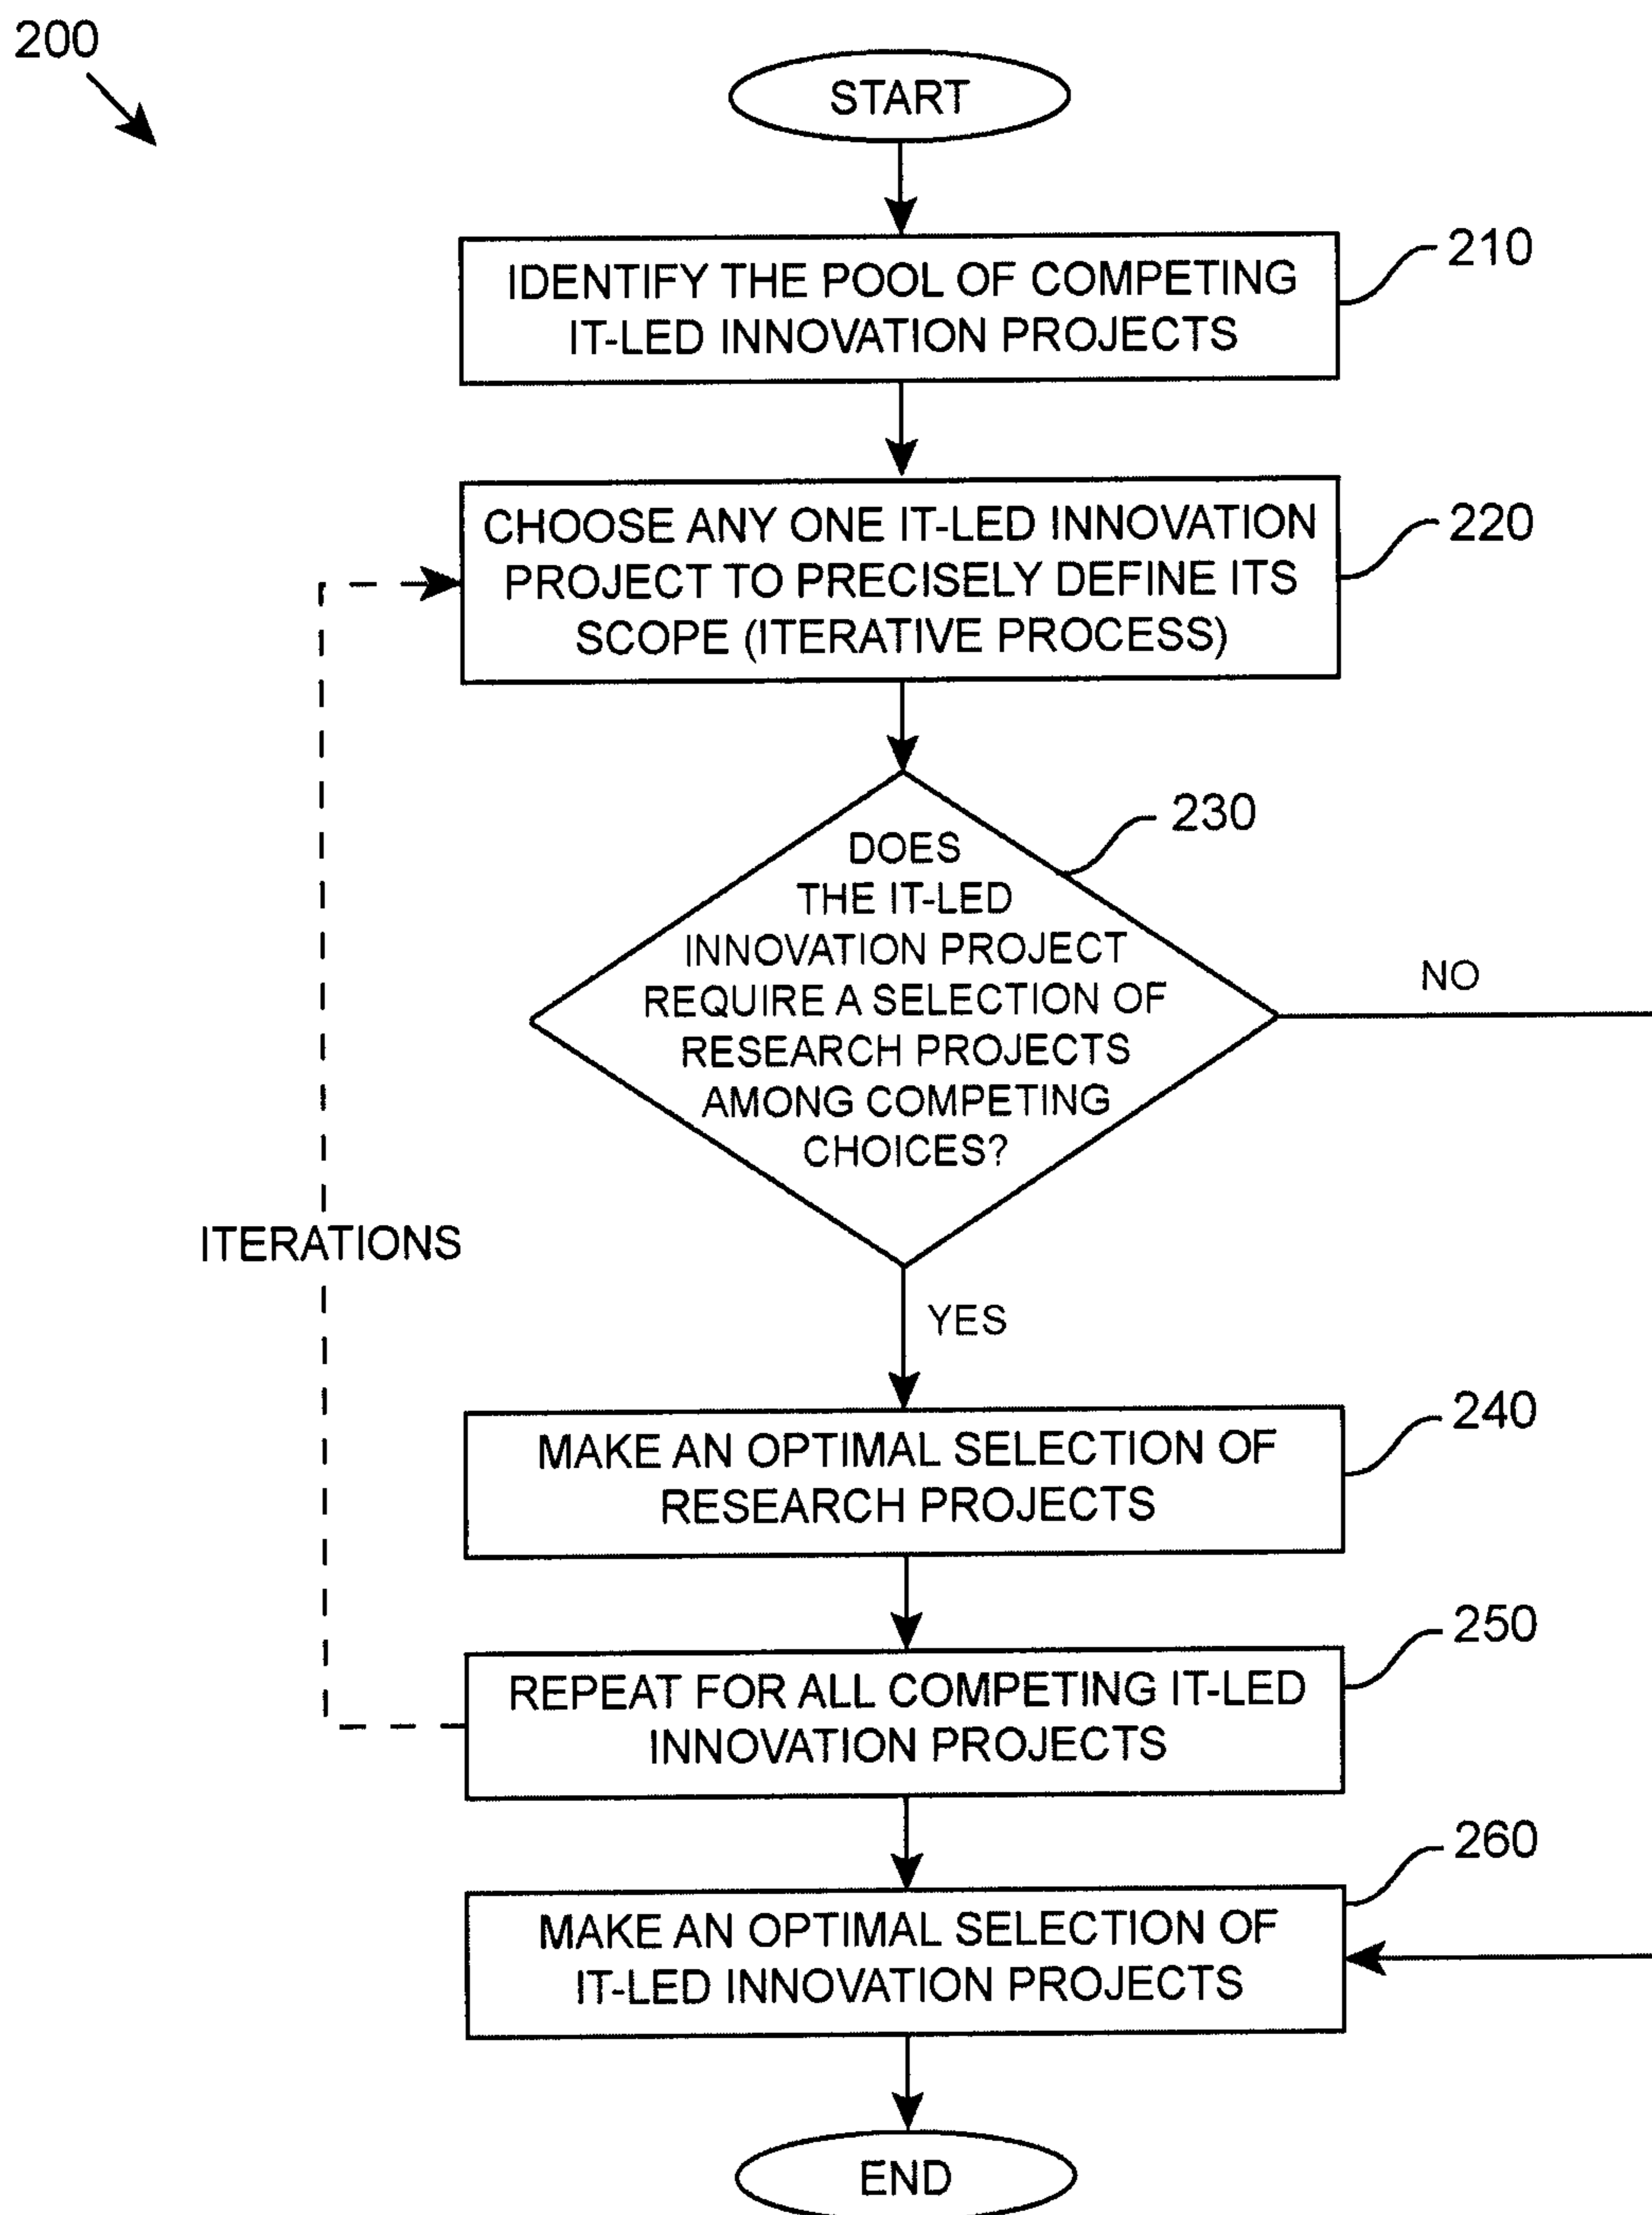 200
START
IDENTIFY THE POOL OF COMPETING
IT-LED INNOVATION PROJECTS
210
CHOOSE ANY ONE IT-LED INNOVATION
PROJECT TO PRECISELY DEFINE ITS
SCOPE (ITERATIVE PROCESS)
220
DOES
THE IT-LED
INNOVATION PROJECT
REQUIRE A SELECTION OF
RESEARCH PROJECTS
AMONG COMPETING
CHOICES?
230
NO
ITERATIONS
YES
MAKE AN OPTIMAL SELECTION OF
RESEARCH PROJECTS
240
REPEAT FOR ALL COMPETING IT-LED
INNOVATION PROJECTS
250
MAKE AN OPTIMAL SELECTION OF
IT-LED INNOVATION PROJECTS
260
END